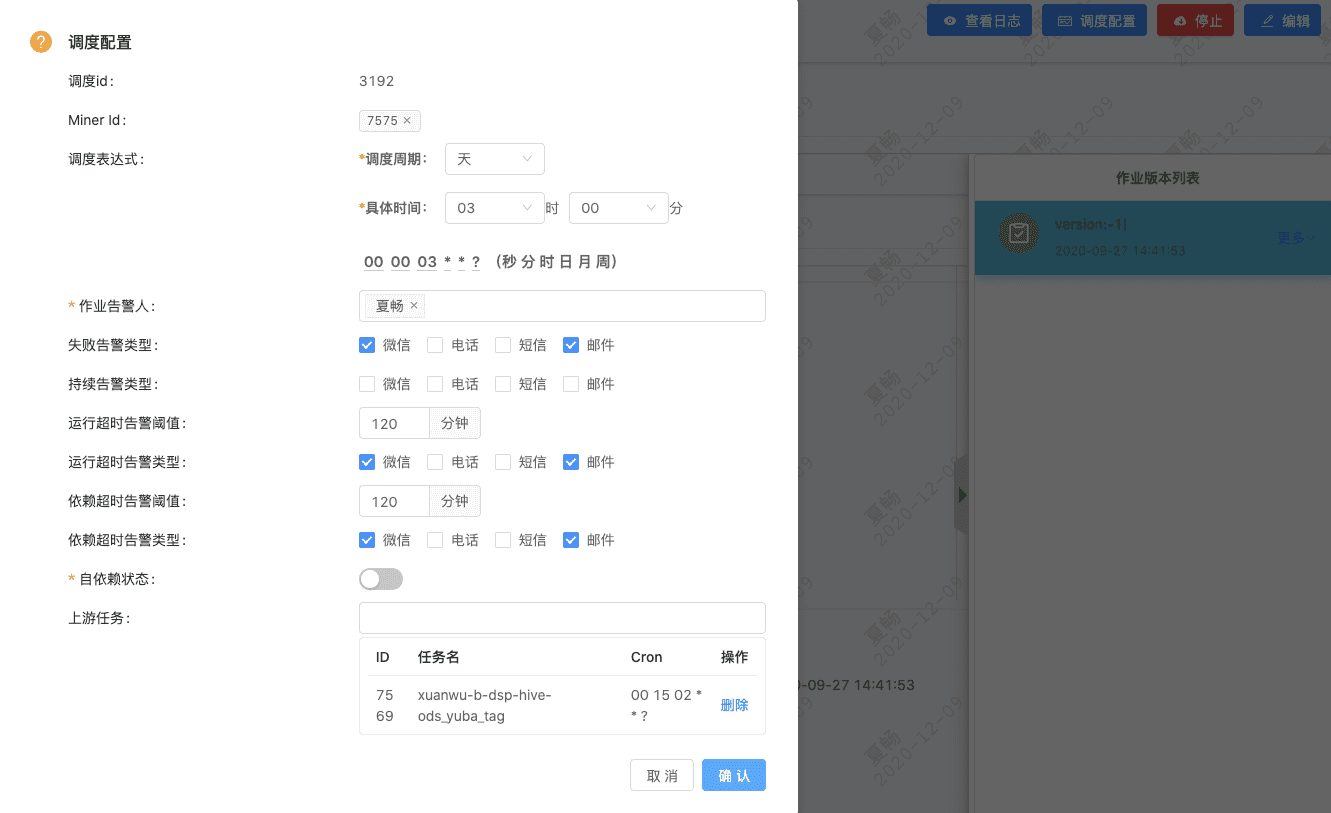 查看日志 调度配置 停止 编辑
调度配置
调度id:
3192
Miner Id:
7575 ×
调度表达式:
*调度周期: 天
*具体时间: 03 时 00 分
00 00 03 * * ? (秒 分 时 日 月 周)
* 作业告警人:
夏畅 ×
失败告警类型:
微信 电话 短信 邮件
持续告警类型:
微信 电话 短信 邮件
运行超时告警阈值:
120 分钟
运行超时告警类型:
微信 电话 短信 邮件
依赖超时告警阈值:
120 分钟
依赖超时告警类型:
微信 电话 短信 邮件
* 自依赖状态:
上游任务:
ID 任务名 Cron 操作
75 xuanwu-b-dsp-hive- 00 15 02 *
69 ods_yuba_tag * ?
删除
取 消 确 认
作业版本列表
version:-1|
2020-09-27 14:41:53
更多
0-09-27 14:41:53
夏畅
2020-12-09